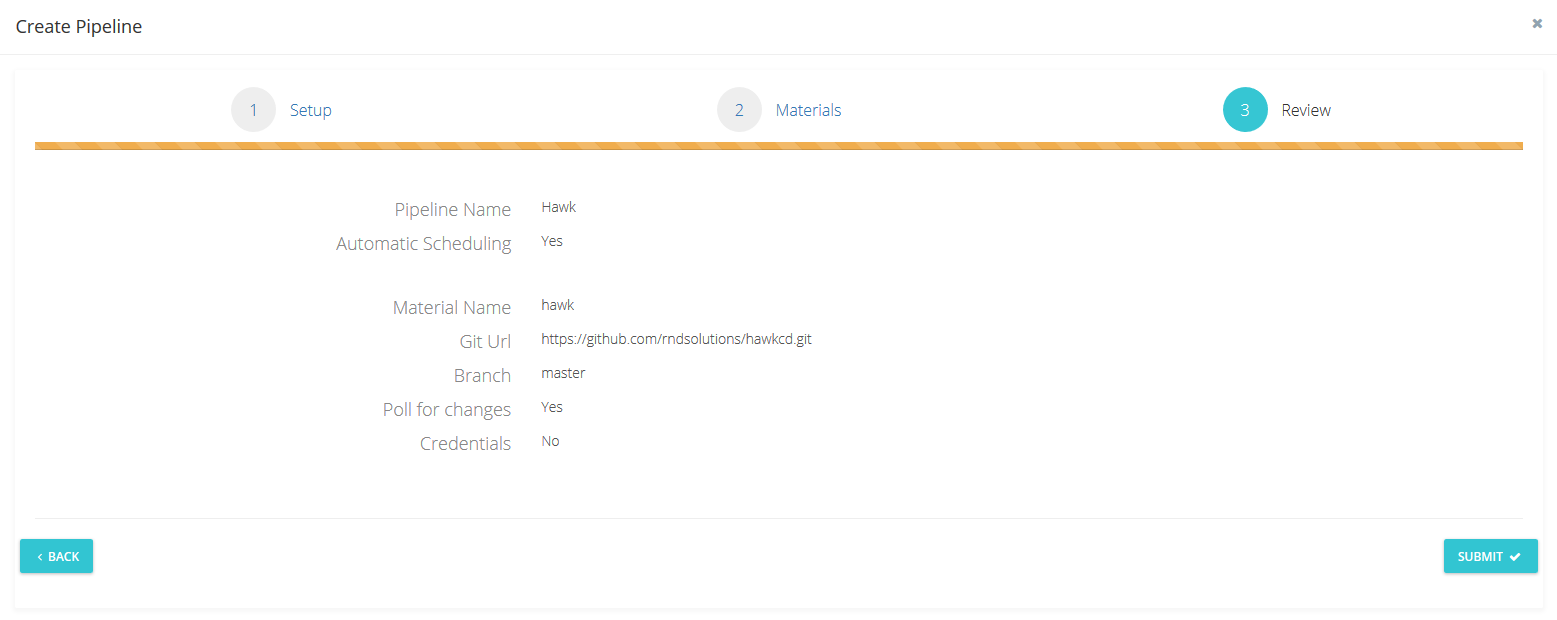 Create Pipeline ✖
1 Setup 2 Materials 3 Review
Pipeline Name Hawk
Automatic Scheduling Yes
Material Name hawk
Git Url https://github.com/rndsolutions/hawkcd.git
Branch master
Poll for changes Yes
Credentials No
‹ BACK SUBMIT ✔